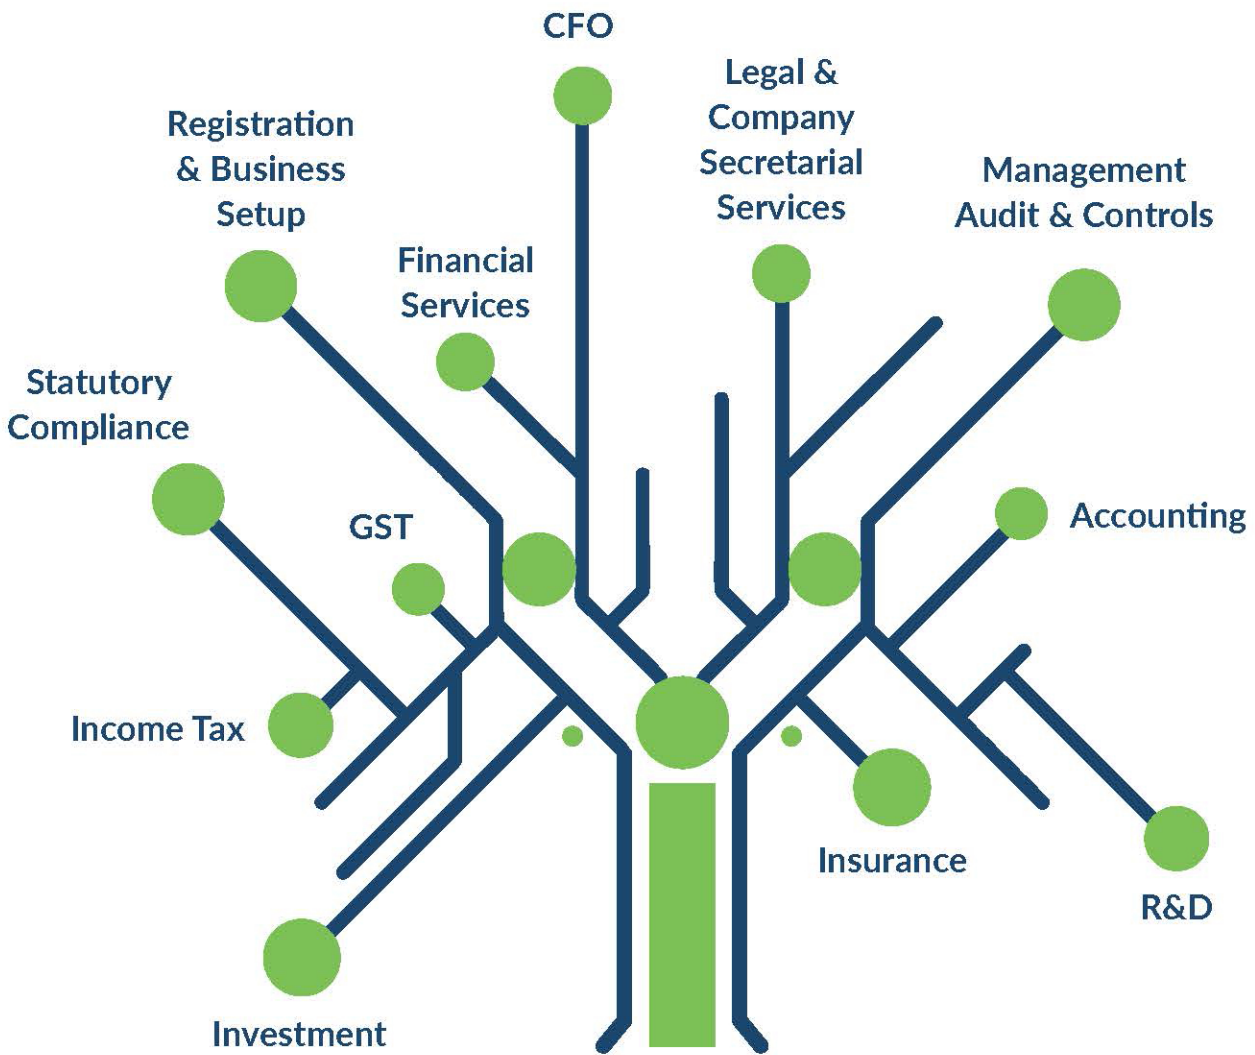 CFO
Legal &
Company
Secretarial
Services
Registration
& Business
Setup
Management
Audit & Controls
Financial
Services
Statutory
Compliance
GST
Accounting
Income Tax
Insurance
R&D
Investment